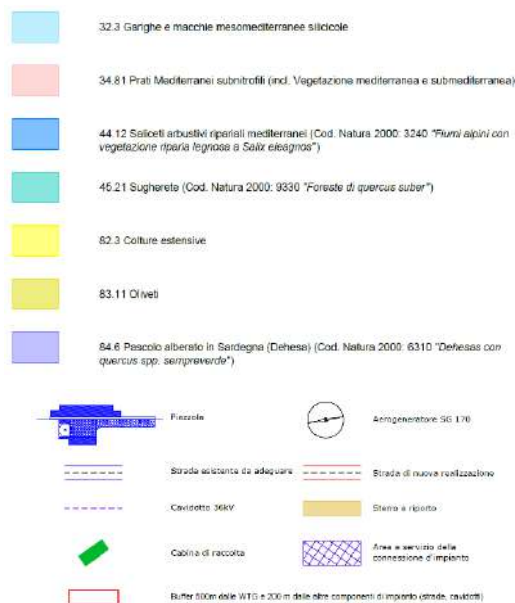 32.3 Garighe e macchie mesomediterranee silicicole
34.81 Prati Mediterranei subnitrofili (incl. Vegetazione mediterranea e submediterranea)
44.12 Saliceti arbustivi ripariali mediterranei (Cod. Natura 2000: 3240 "Fiumi alpini con
vegetazione riparia legnosa a Salix eleagnos")
45.21 Sugherete (Cod. Natura 2000: 9330 "Foreste di quercus suber")
82.3 Colture estensive
83.11 Oliveti
84.6 Pascolo alberato in Sardegna (Dehesa) (Cod. Natura 2000: 6310 "Dehesas con
quercus spp. sempreverde")
Piazzola
Aerogeneratore SG 170
Strada esistente da adeguare
Strada di nuova realizzazione
Cavidotto 36kV
Sterro e riporto
Cabina di raccolta
Area a servizio della
connessione d'impianto
Buffer 500m dalle WTG e 200 m dalle altre componenti di impianto (strade, cavidotti)